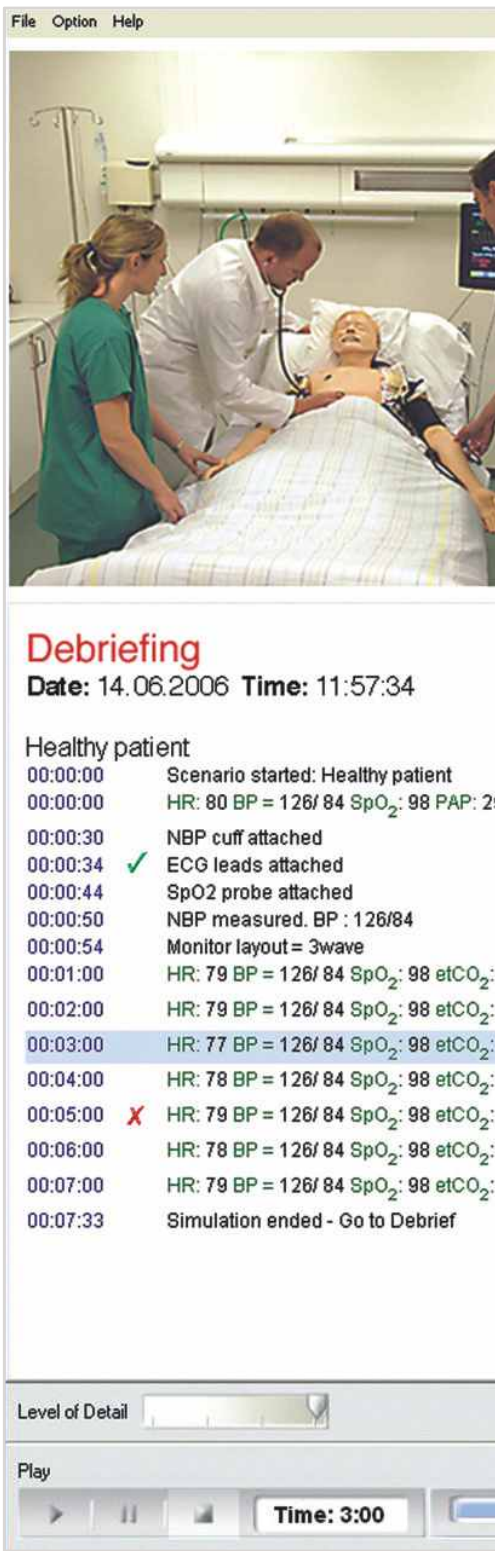 File Option Help
Debriefing
Date: 14.06.2006 Time: 11:57:34
Healthy patient
00:00:00 Scenario started: Healthy patient
00:00:00 HR: 80 BP = 126/ 84 SpO2: 98 PAP: 29
00:00:30 NBP cuff attached
00:00:34 ✓ ECG leads attached
00:00:44 SpO2 probe attached
00:00:50 NBP measured. BP : 126/84
00:00:54 Monitor layout = 3wave
00:01:00 HR: 79 BP = 126/ 84 SpO2: 98 etCO2:
00:02:00 HR: 79 BP = 126/ 84 SpO2: 98 etCO2:
00:03:00 HR: 77 BP = 126/ 84 SpO2: 98 etCO2:
00:04:00 HR: 78 BP = 126/ 84 SpO2: 98 etCO2:
00:05:00 ✗ HR: 79 BP = 126/ 84 SpO2: 98 etCO2:
00:06:00 HR: 78 BP = 126/ 84 SpO2: 98 etCO2:
00:07:00 HR: 79 BP = 126/ 84 SpO2: 98 etCO2:
00:07:33 Simulation ended - Go to Debrief
Level of Detail
Play
Time: 3:00